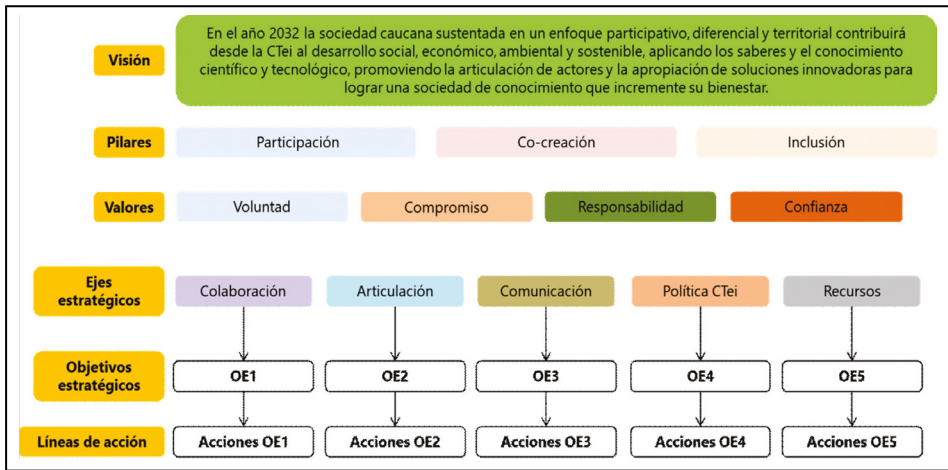 Visión
En el año 2032 la sociedad caucana sustentada en un enfoque participativo, diferencial y territorial contribuirá
desde la CTei al desarrollo social, económico, ambiental y sostenible, aplicando los saberes y el conocimiento
científico y tecnológico, promoviendo la articulación de actores y la apropiación de soluciones innovadoras para
lograr una sociedad de conocimiento que incremente su bienestar.
Pilares
Participación
Co-creación
Inclusión
Valores
Voluntad
Compromiso
Responsabilidad
Confianza
Ejes
estratégicos
Colaboración
Articulación
Comunicación
Política CTei
Recursos
Objetivos
estratégicos
OE1
OE2
OE3
OE4
OE5
Líneas de acción
Acciones OE1
Acciones OE2
Acciones OE3
Acciones OE4
Acciones OE5